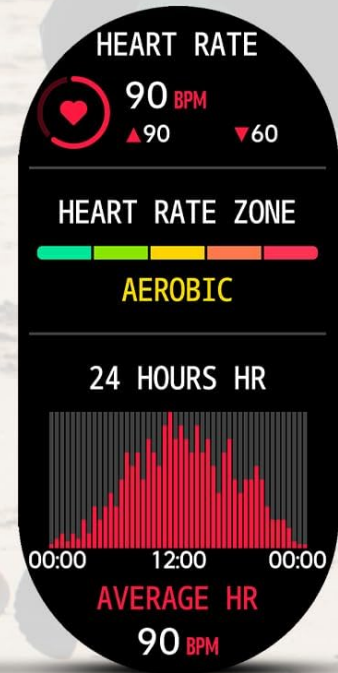 HEART RATE
90 BPM
▲90 ▼60
HEART RATE ZONE
AEROBIC
24 HOURS HR
00:00 12:00 00:00
AVERAGE HR
90 BPM